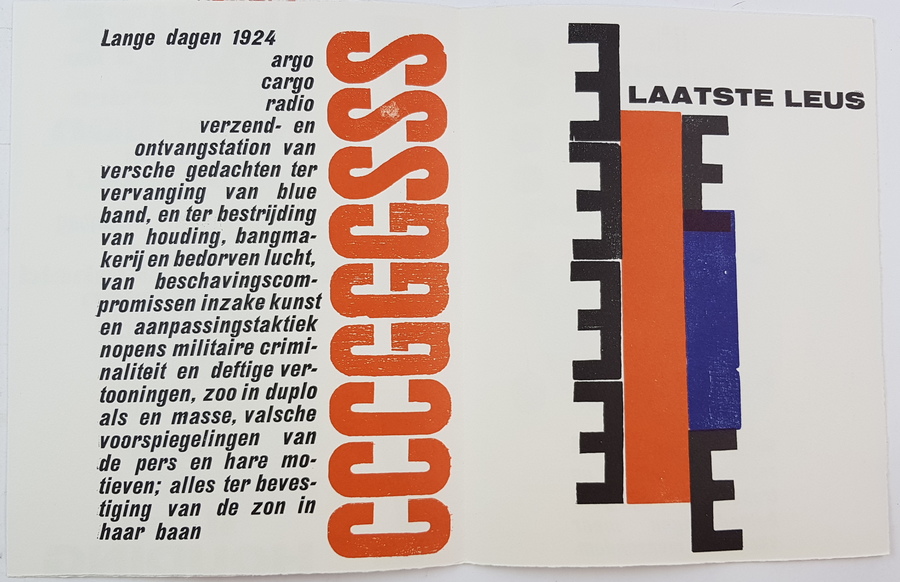 Lange dagen 1924
argo
cargo
radio
verzend- en
ontvangstation van
versche gedachten ter
vervanging van blue
band, en ter bestrijding
van houding, bangma-
kerij en bedorven lucht,
van beschavingscom-
promissen inzake kunst
en aanpassingstaktiek
nopens militaire crimi-
naliteit en deftige ver-
tooningen, zoo in duplo
als en masse, valsche
voorspiegelingen van
de pers en hare mo-
tieven; alles ter beves-
tiging van de zon in
haar baan
CCCGGGSSS
EEEE
LAATSTE LEUS
E
E